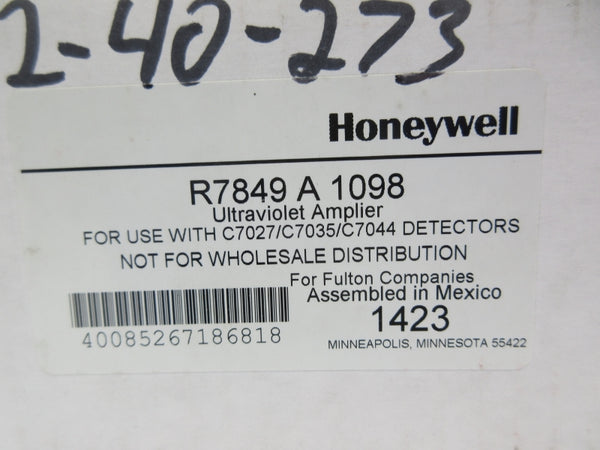 2-40-273
Honeywell
R7849 A 1098
Ultraviolet Amplier
FOR USE WITH C7027/C7035/C7044 DETECTORS
NOT FOR WHOLESALE DISTRIBUTION
For Fulton Companies
Assembled in Mexico
1423
40085267186818
MINNEAPOLIS, MINNESOTA 55422